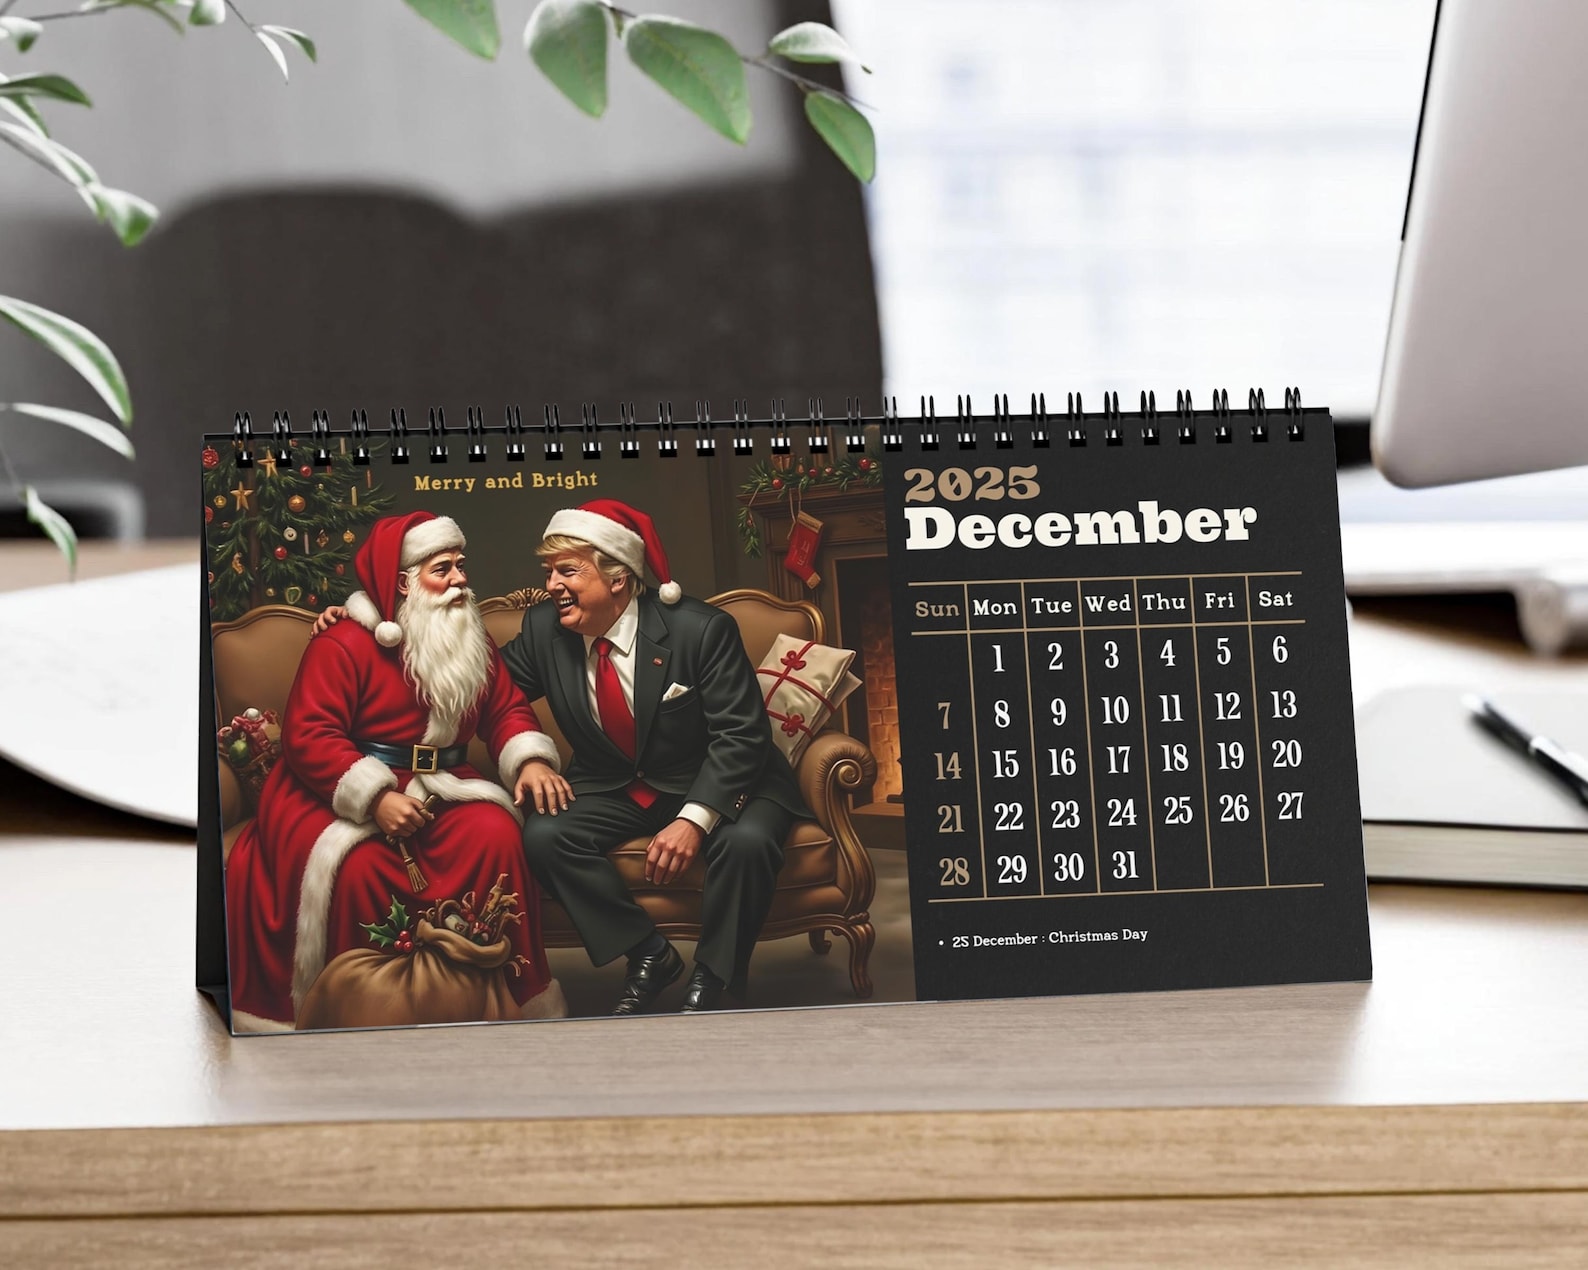 Merry and Bright
2025
December
Sun Mon Tue Wed Thu Fri Sat
1 2 3 4 5 6
7 8 9 10 11 12 13
14 15 16 17 18 19 20
21 22 23 24 25 26 27
28 29 30 31
• 25 December : Christmas Day